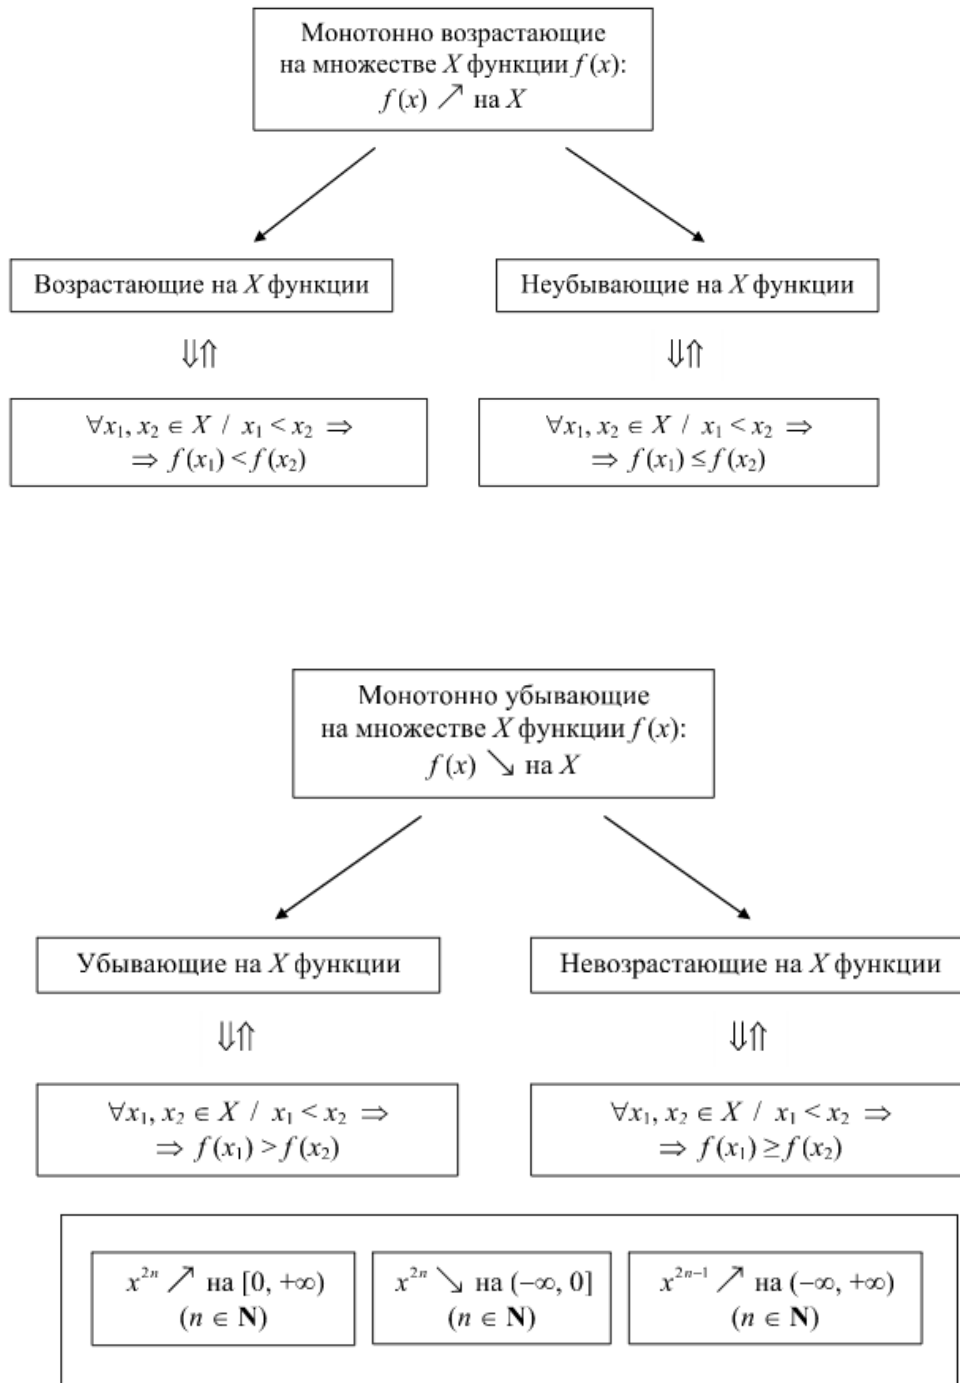 Монотонно возрастающие
на множестве X функции f (x):
f (x) ↗ на X
Возрастающие на X функции
Неубывающие на X функции
⇓⇑
⇓⇑
∀x₁, x₂ ∈ X / x₁ < x₂ ⇒
⇒ f (x₁) < f (x₂)
∀x₁, x₂ ∈ X / x₁ < x₂ ⇒
⇒ f (x₁) ≤ f (x₂)
Монотонно убывающие
на множестве X функции f (x):
f (x) ↘ на X
Убывающие на X функции
Невозрастающие на X функции
⇓⇑
⇓⇑
∀x₁, x₂ ∈ X / x₁ < x₂ ⇒
⇒ f (x₁) > f (x₂)
∀x₁, x₂ ∈ X / x₁ < x₂ ⇒
⇒ f (x₁) ≥ f (x₂)
x²ⁿ ↗ на [0, +∞)
(n ∈ N)
x²ⁿ ↘ на (−∞, 0]
(n ∈ N)
x²ⁿ⁻¹ ↗ на (−∞, +∞)
(n ∈ N)